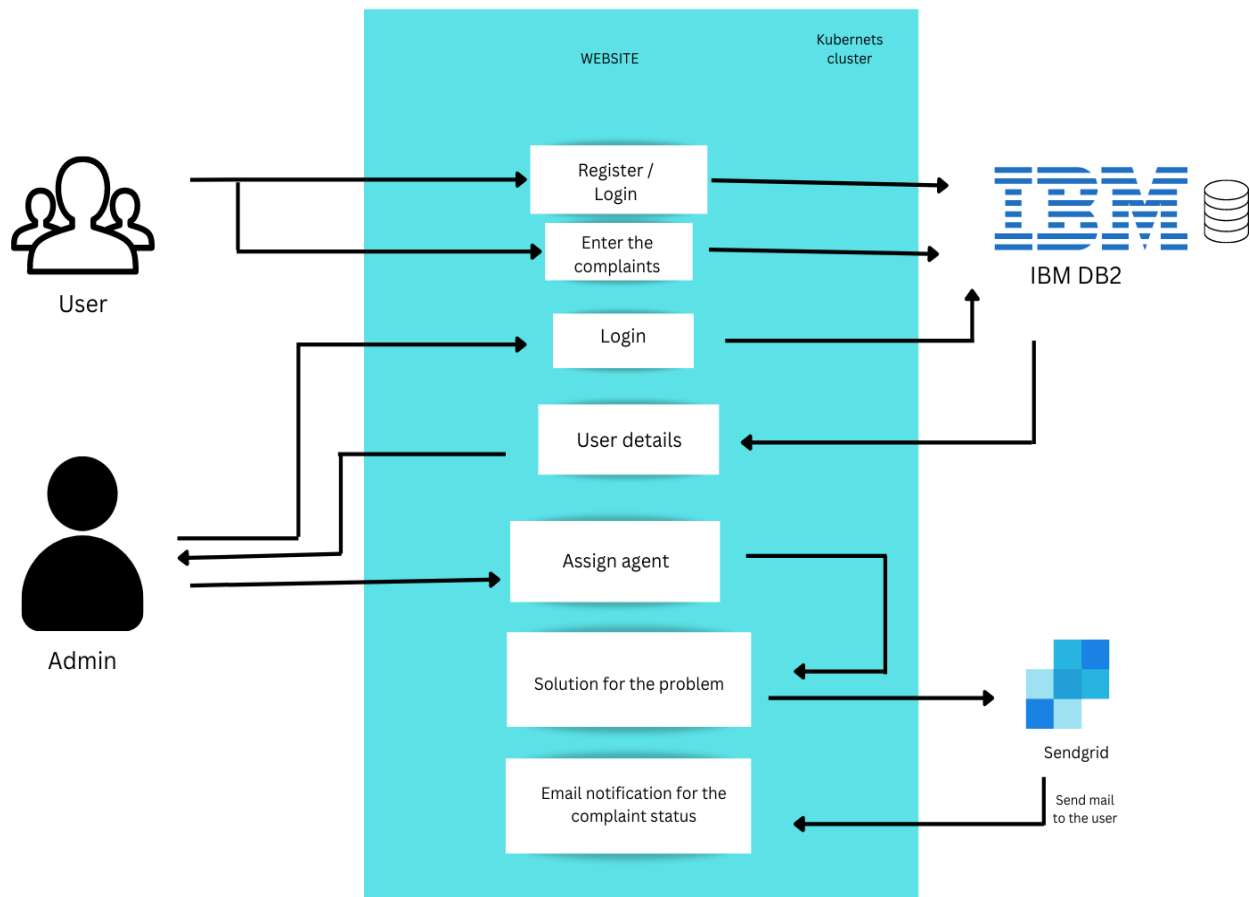 WEBSITE
Kubernets
cluster
Register /
Login
Enter the
complaints
IBM
IBM DB2
User
Login
User details
Assign agent
Admin
Solution for the problem
Sendgrid
Email notification for the
complaint status
Send mail
to the user